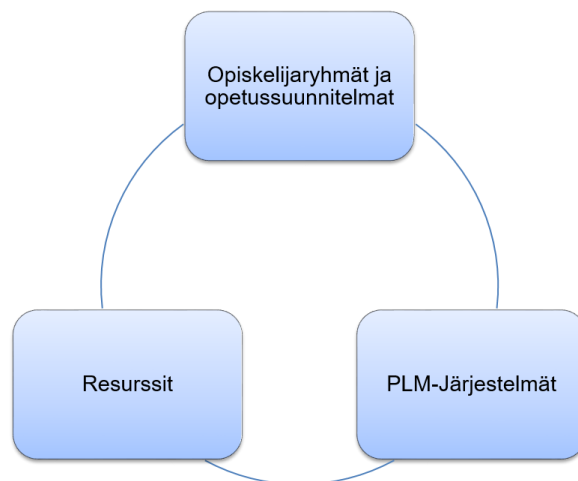 Opiskelijaryhmät ja
opetussuunnitelmat
Resurssit
PLM-Järjestelmät